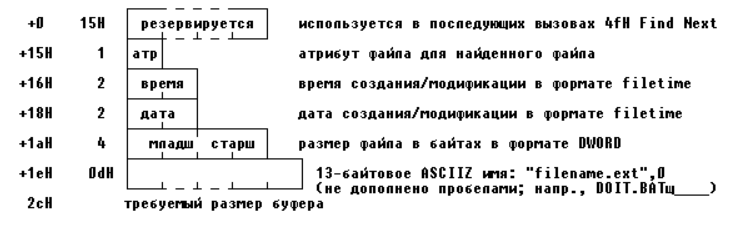 +0 15H резервируется используется в последующих вызовах 4fH Find Next
+15H 1 атр атрибут файла для найденного файла
+16H 2 время время создания/модификации в формате filetime
+18H 2 дата дата создания/модификации в формате filetime
+1aH 4 младш старш размер файла в байтах в формате DWORD
+1eH 0dH 13-байтовое ASCIIZ имя: "filename.ext",0
(не дополнено пробелами; напр., DOIT.BATщ____)
2cH требуемый размер буфера